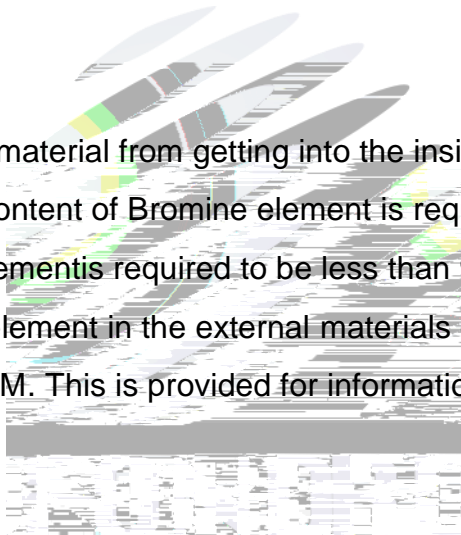 material from getting into the insi
ontent of Bromine element is req
ementis required to be less than
lement in the external materials
M. This is provided for informatio